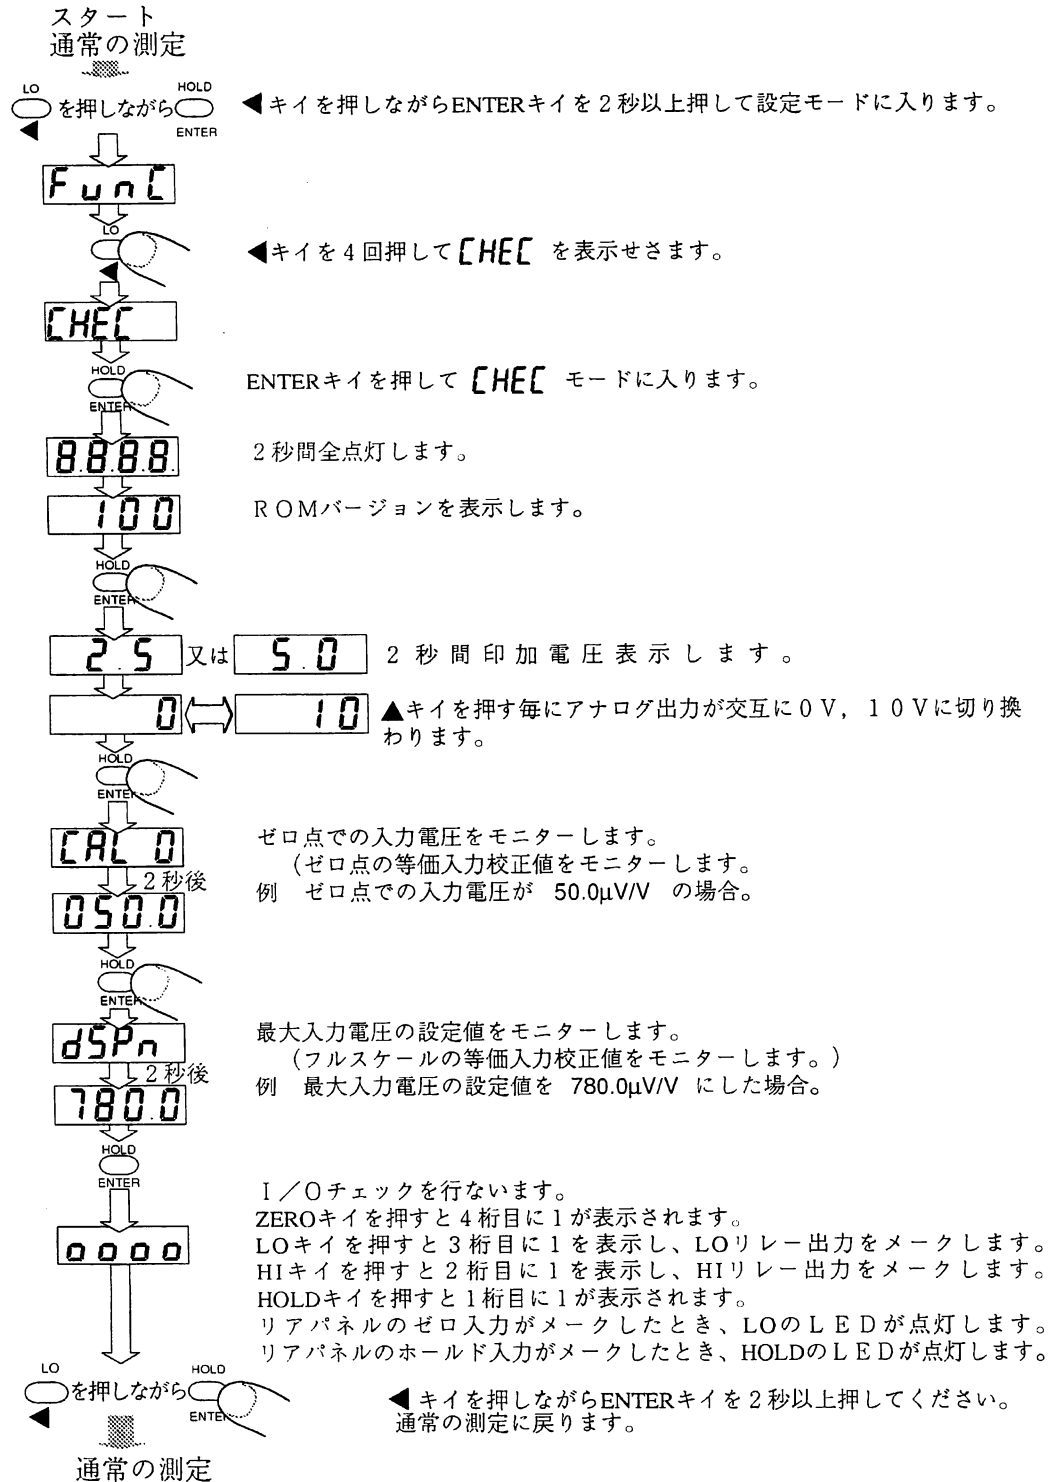 スタート
通常の測定
LO
を押しながら
HOLD
◀
ENTER
◀キイを押しながらENTERキイを2秒以上押して設定モードに入ります。
FunC
LO
◀
◀キイを4回押して CHEC を表示せさます。
CHEC
HOLD
ENTER
ENTERキイを押して CHEC モードに入ります。
8.8.8.8.
2秒間全点灯します。
100
ROMバージョンを表示します。
HOLD
ENTER
2.5 又は 5.0 2秒間印加電圧表示します。
0 10 ▲キイを押す毎にアナログ出力が交互に0V，10Vに切り換
わります。
HOLD
ENTER
CAL 0
ゼロ点での入力電圧をモニターします。
（ゼロ点の等価入力校正値をモニターします。
2秒後
例 ゼロ点での入力電圧が 50.0μV/V の場合。
050.0
HOLD
ENTER
dSPn
最大入力電圧の設定値をモニターします。
（フルスケールの等価入力校正値をモニターします。）
2秒後
例 最大入力電圧の設定値を 780.0μV/V にした場合。
780.0
HOLD
ENTER
I／Oチェックを行ないます。
ZEROキイを押すと4桁目に1が表示されます。
oooo
LOキイを押すと3桁目に1を表示し、LOリレー出力をメークします。
HIキイを押すと2桁目に1を表示し、HIリレー出力をメークします。
HOLDキイを押すと1桁目に1が表示されます。
リアパネルのゼロ入力がメークしたとき、LOのLEDが点灯します。
リアパネルのホールド入力がメークしたとき、HOLDのLEDが点灯します。
LO
を押しながら
HOLD
◀
ENTER
◀キイを押しながらENTERキイを2秒以上押してください。
通常の測定に戻ります。
通常の測定